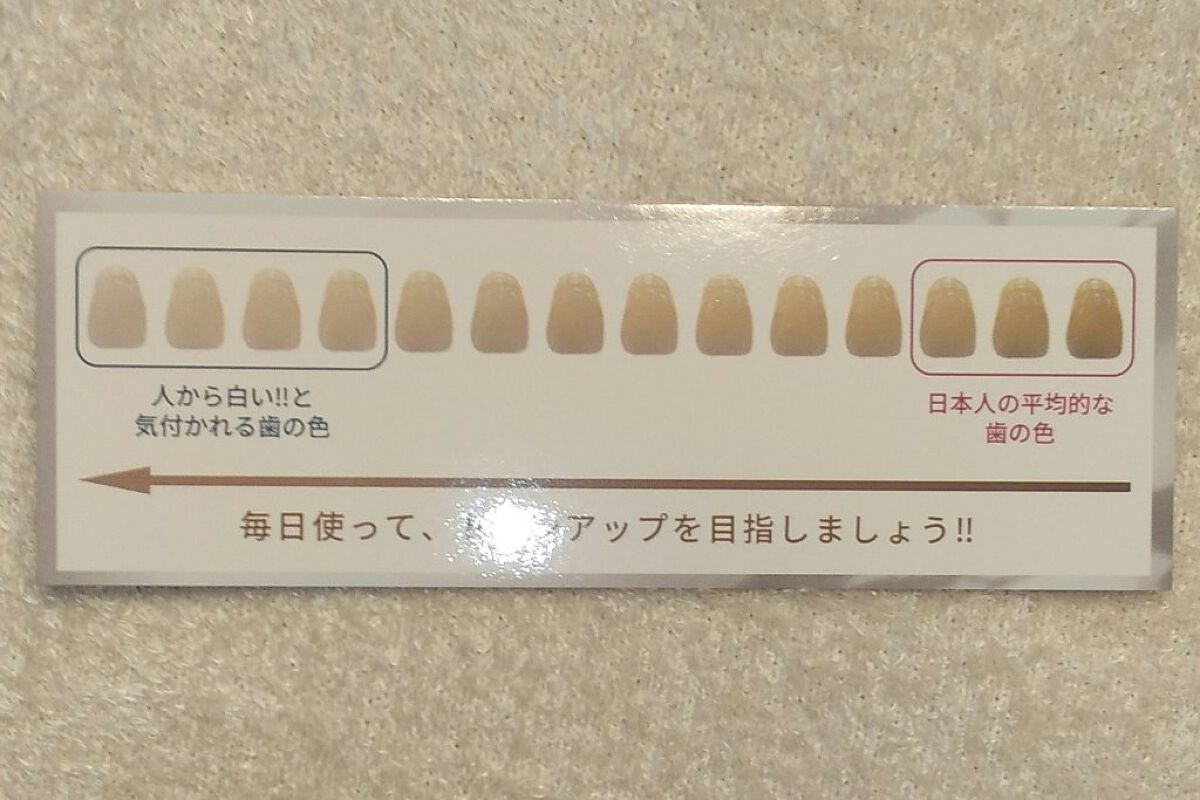 人から白い!!と
気付かれる歯の色
日本人の平均的な
歯の色
毎日使って、 アップを目指しましょう!!